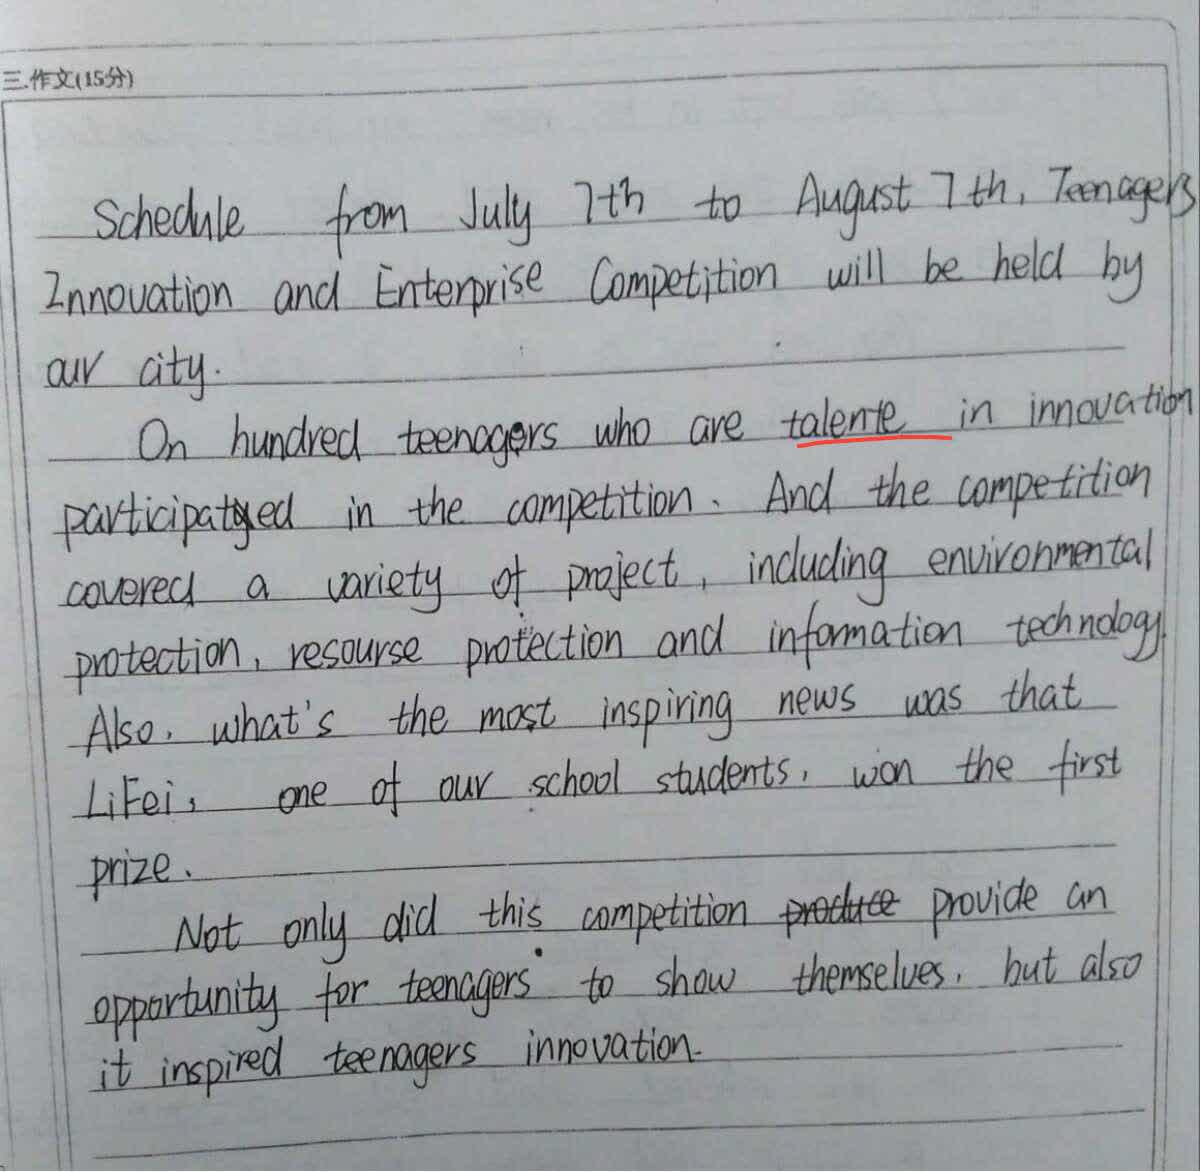 三.作文(15分)
Schedule from July 7th to August 7th, Teenagers
Innovation and Enterprise Competition will be held by
our city.
On hundred teenagers who are talente in innovation
participated in the competition. And the competition
covered a variety of project, including environmental
protection, resourse protection and information technology.
Also, what's the most inspiring news was that
LiFei, one of our school students, won the first
prize.
Not only did this competition produce provide an
opportunity for teenagers to show themselves, but also
it inspired teenagers innovation.